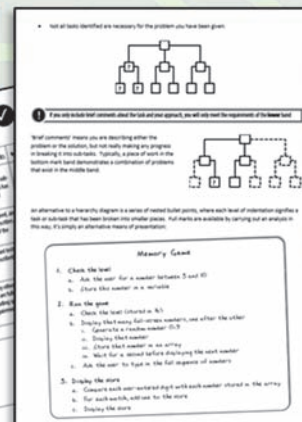 Not all tasks identified are necessary for the problem you have been given:
If you only include brief comments about the task and your approach, you will only meet the requirements of the lower band
'Brief comments' means you are describing either the
problem or the solution, but not really making any progress
in breaking it into sub-tasks. Typically, a piece of work in the
bottom mark band demonstrates a combination of problems
that exist in the middle band.
An alternative to a hierarchy diagram is a series of nested bullet points, where each level of indentation signifies a
task or sub-task that has been broken into smaller pieces. Full marks are available by carrying out an analysis in
this way; it's simply an alternative means of presentation:
Memory Game
1. Check the level
a. Ask the user for a number between 3 and 10
b. Store this number in a variable
2. Run the game
a. Check the level (stored in 1b)
b. Display that many full-screen numbers, one after the other
i. Generate a random number 0-9
ii. Display that number
iii. Store that number in an array
iv. Wait for a second before displaying the next number
c. Ask the user to type in the full sequence of numbers
3. Display the score
a. Compare each user-entered digit with each number stored in the array
b. For each match, add one to the score
c. Display the score